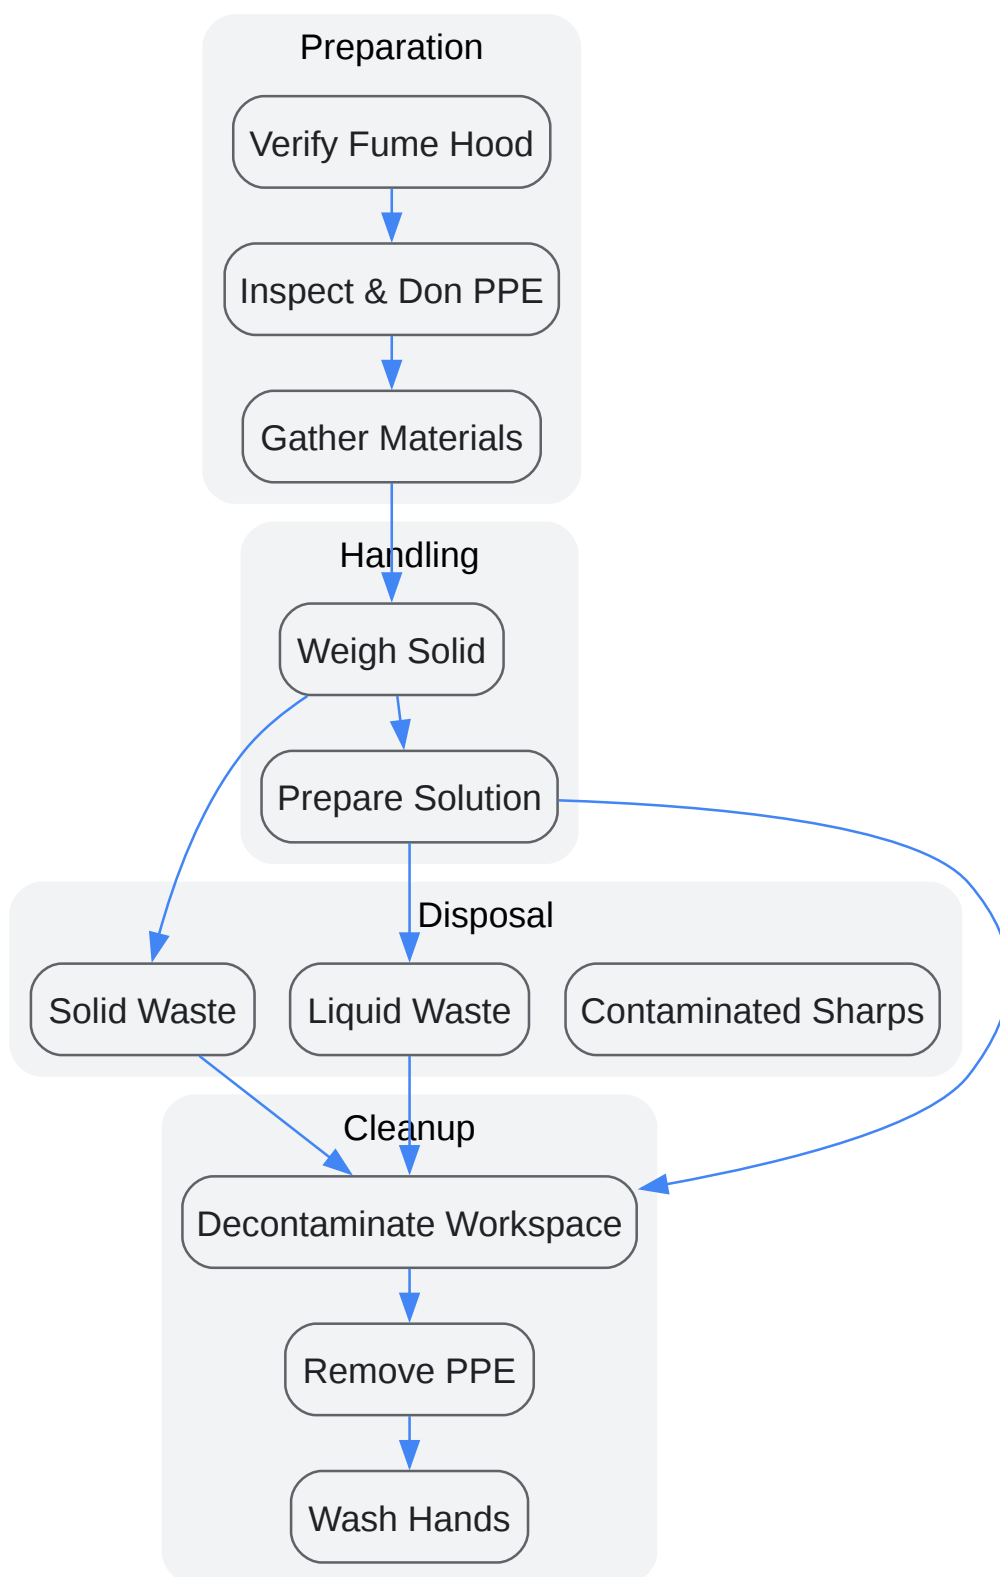 Preparation
Verify Fume Hood
Inspect & Don PPE
Gather Materials
Handling
Weigh Solid
Prepare Solution
Disposal
Solid Waste
Liquid Waste
Contaminated Sharps
Cleanup
Decontaminate Workspace
Remove PPE
Wash Hands